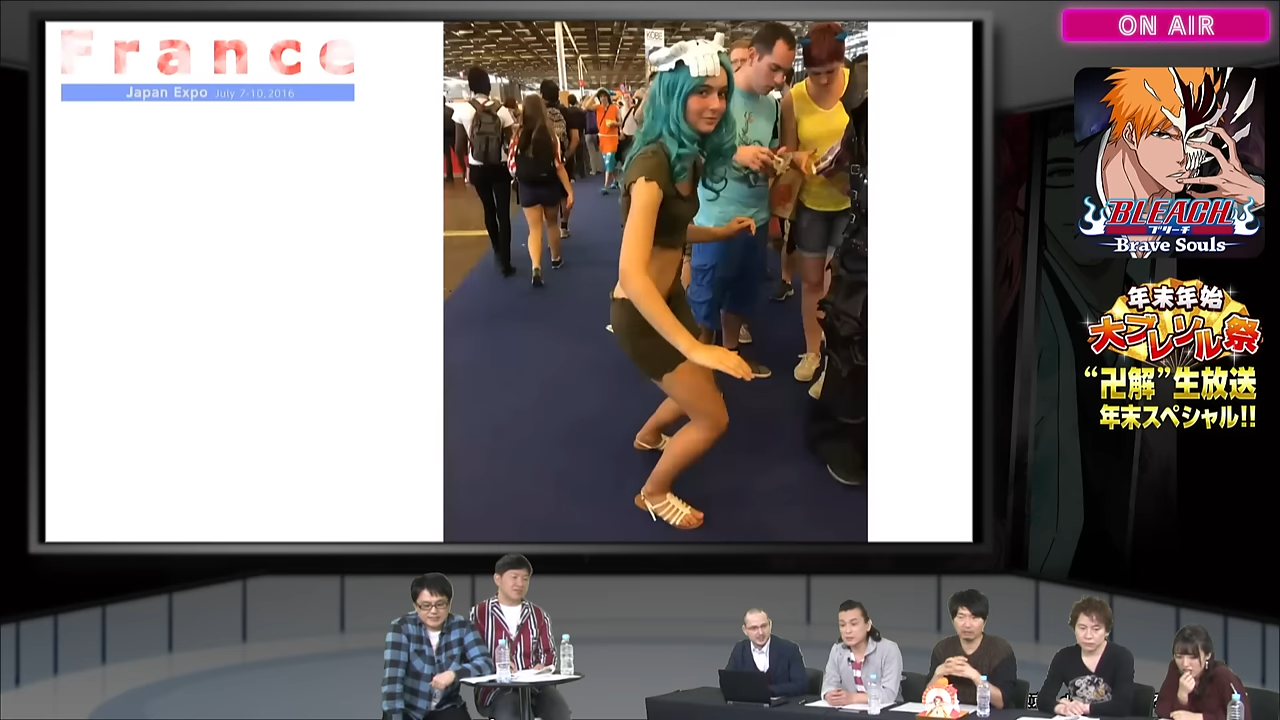 France
Japan Expo July 7-10.2016
KOBE
ON AIR
BLEACH
ブリーチ
Brave Souls
年末年始
大ブレソル祭
“卍解”生放送
年末スペシャル!!